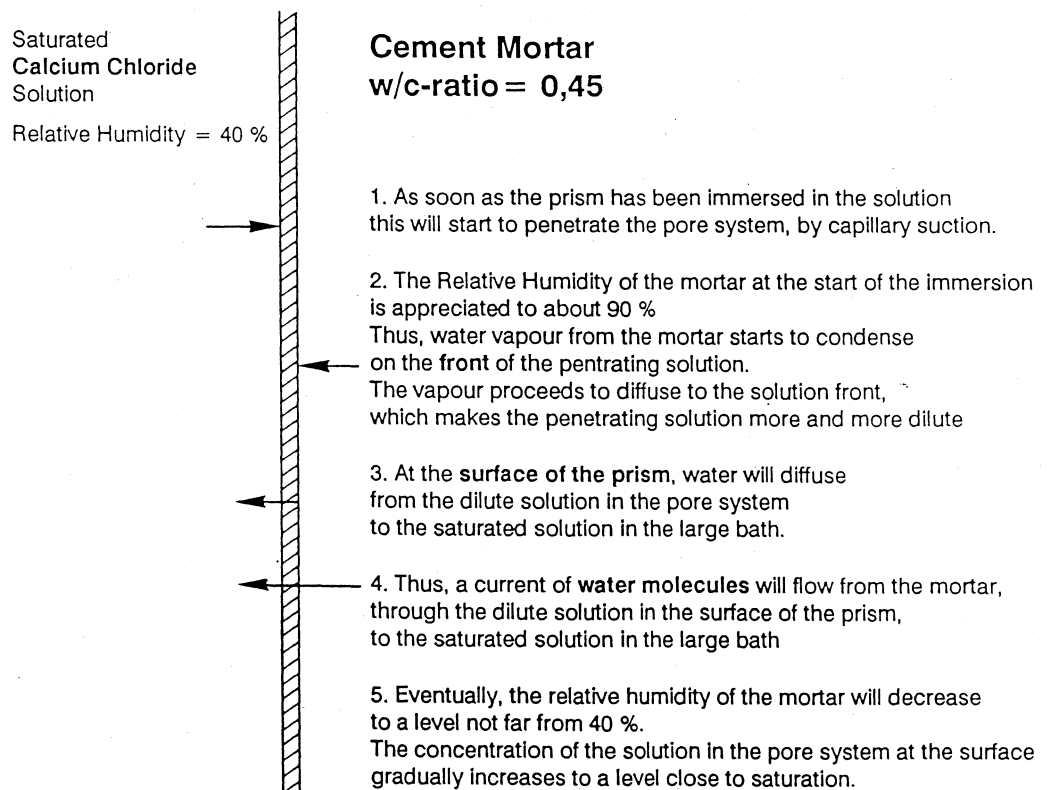 Saturated
Calcium Chloride
Solution
Relative Humidity = 40 %
Cement Mortar
w/c-ratio = 0,45
1. As soon as the prism has been immersed in the solution
this will start to penetrate the pore system, by capillary suction.
2. The Relative Humidity of the mortar at the start of the immersion
is appreciated to about 90 %
Thus, water vapour from the mortar starts to condense
on the front of the pentrating solution.
The vapour proceeds to diffuse to the solution front,
which makes the penetrating solution more and more dilute
3. At the surface of the prism, water will diffuse
from the dilute solution in the pore system
to the saturated solution in the large bath.
4. Thus, a current of water molecules will flow from the mortar,
through the dilute solution in the surface of the prism,
to the saturated solution in the large bath
5. Eventually, the relative humidity of the mortar will decrease
to a level not far from 40 %.
The concentration of the solution in the pore system at the surface
gradually increases to a level close to saturation.